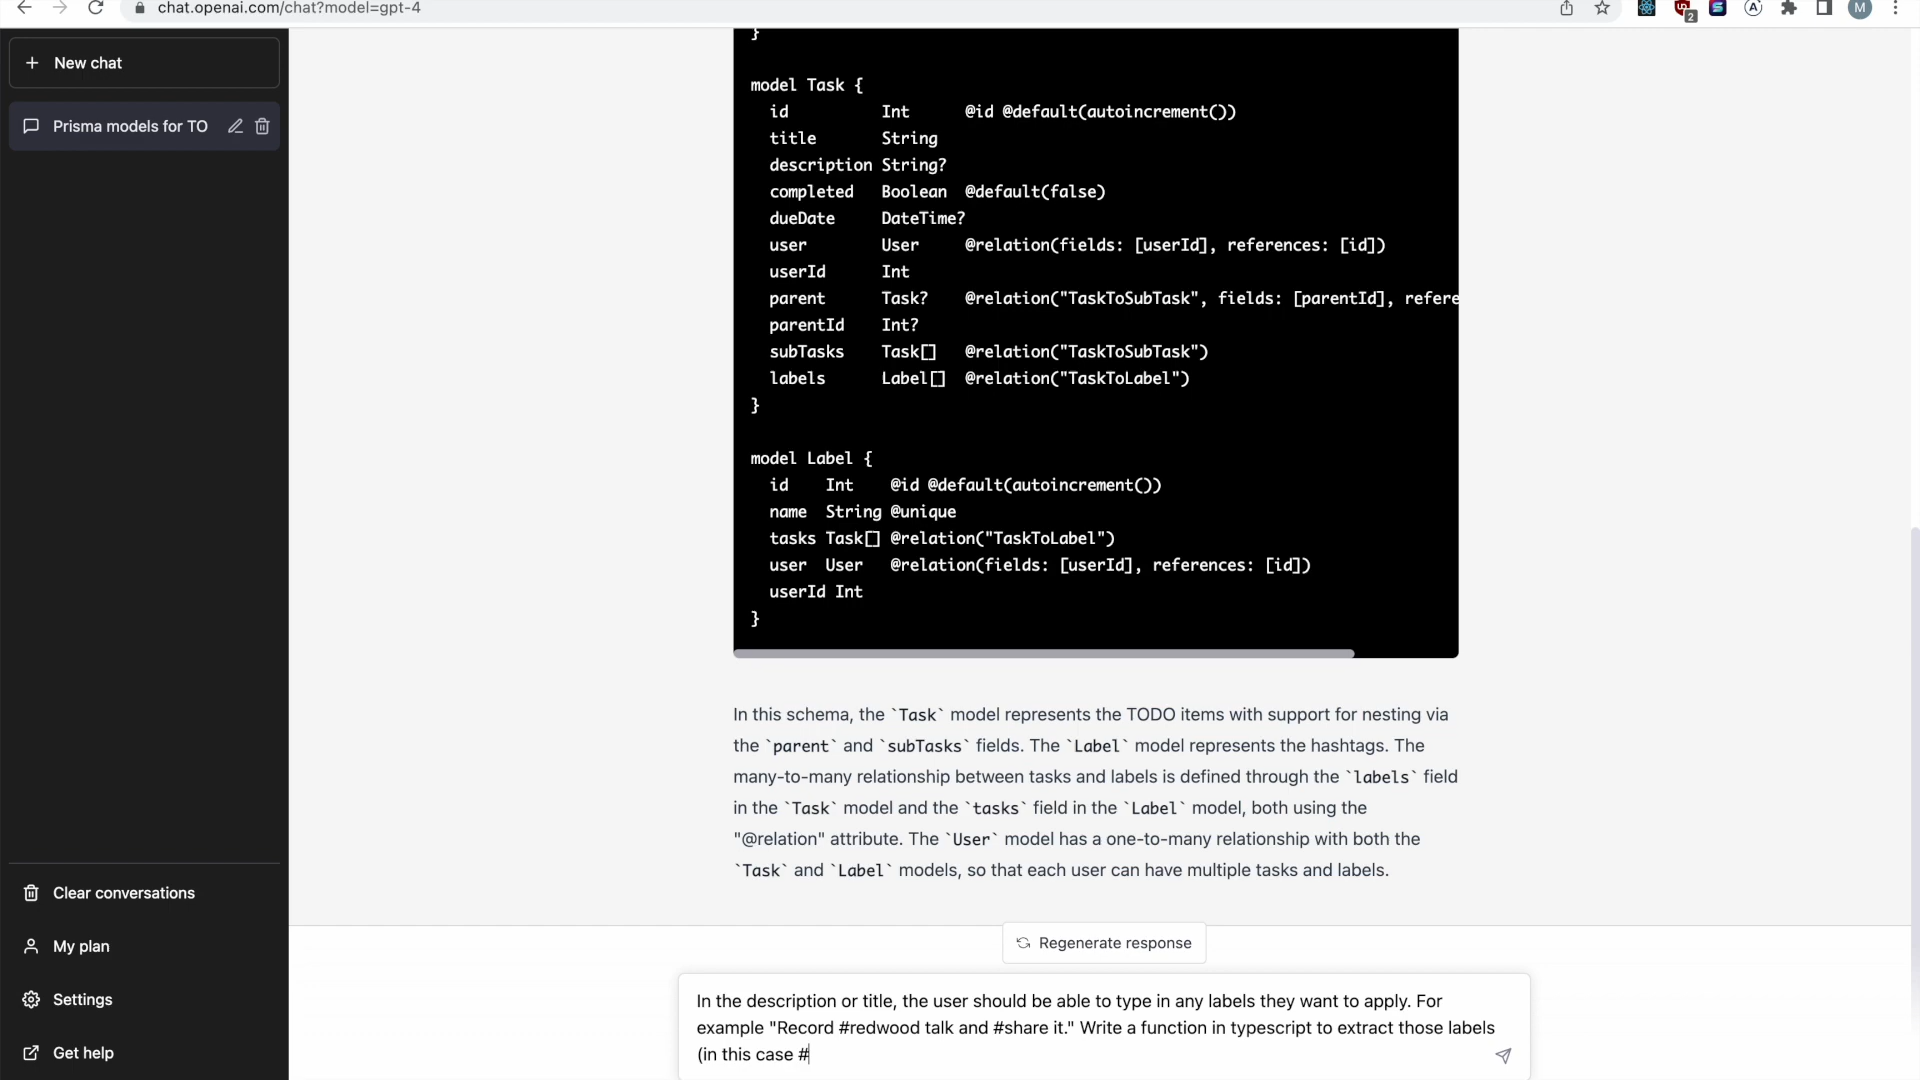 chat.openai.com/chat?model=gpt-4
2
A
M
New chat
Prisma models for TO
}
model Task {
id Int @id @default(autoincrement())
title String
description String?
completed Boolean @default(false)
dueDate DateTime?
user User @relation(fields: [userId], references: [id])
userId Int
parent Task? @relation("TaskToSubTask", fields: [parentId], refere
parentId Int?
subTasks Task[] @relation("TaskToSubTask")
labels Label[] @relation("TaskToLabel")
}
model Label {
id Int @id @default(autoincrement())
name String @unique
tasks Task[] @relation("TaskToLabel")
user User @relation(fields: [userId], references: [id])
userId Int
}
In this schema, the `Task` model represents the TODO items with support for nesting via
the `parent` and `subTasks` fields. The `Label` model represents the hashtags. The
many-to-many relationship between tasks and labels is defined through the `labels` field
in the `Task` model and the `tasks` field in the `Label` model, both using the
"@relation" attribute. The `User` model has a one-to-many relationship with both the
`Task` and `Label` models, so that each user can have multiple tasks and labels.
Clear conversations
My plan
Settings
Get help
Regenerate response
In the description or title, the user should be able to type in any labels they want to apply. For
example "Record #redwood talk and #share it." Write a function in typescript to extract those labels
(in this case #